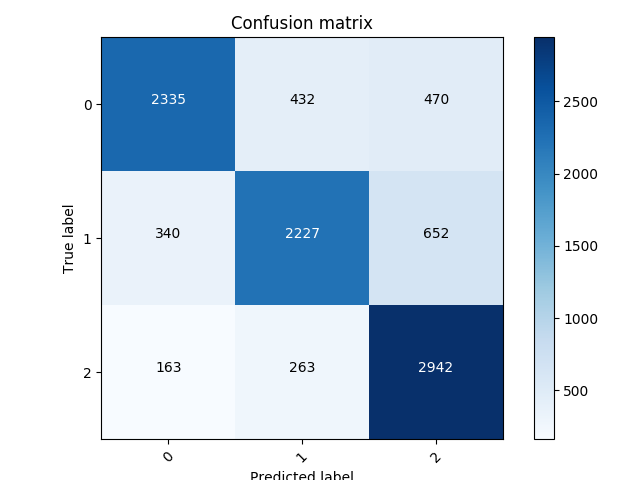 Confusion matrix
True label
0
2335 432 470
1
340 2227 652
2
163 263 2942
0 1 2
Predicted label
2500
2000
1500
1000
500